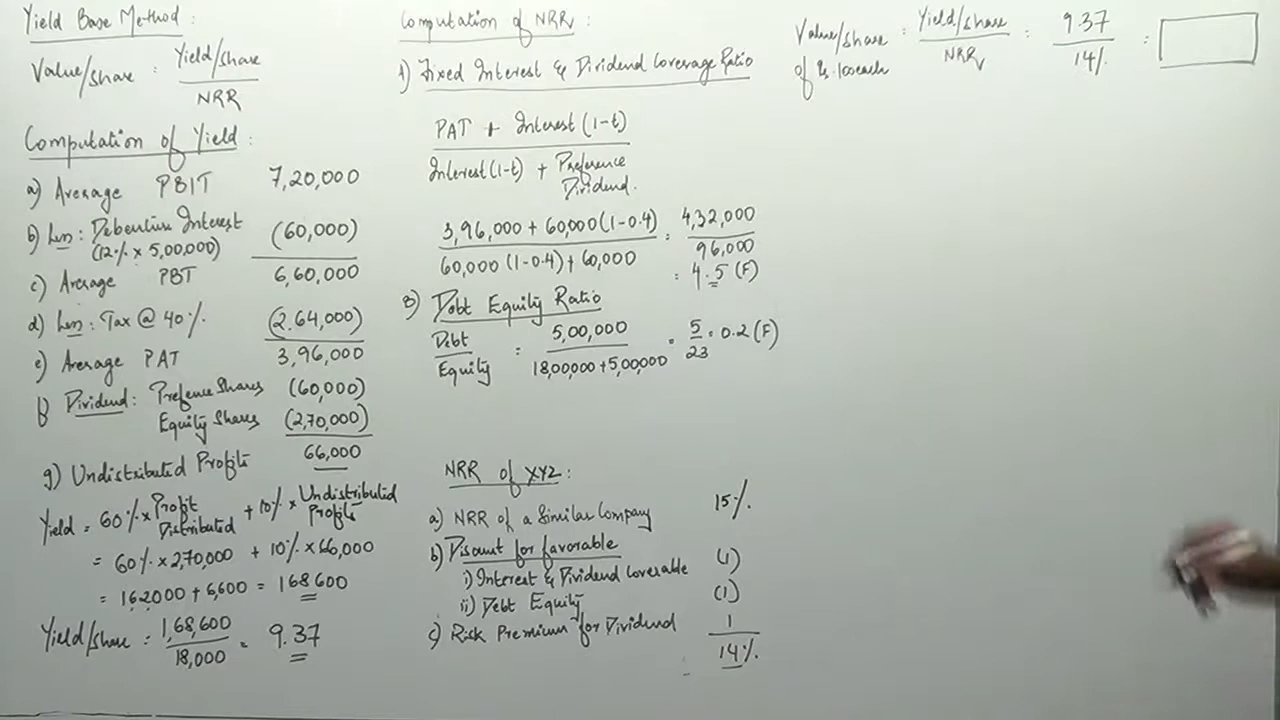 Yield Base Method :
Value/share : Yield/share
NRR
Computation of Yield :
a) Average PBIT 7,20,000
b) Less : Debenture Interest (60,000)
(12% x 5,00,000)
c) Average PBT 6,60,000
d) Less : Tax @ 40% (2.64,000)
e) Average PAT 3,96,000
f) Dividend : Prefence Shares (60,000)
Equity Shares (2,70,000)
g) Undistributed Profits 66,000
Yield = 60% x Profit Distributed + 10% x Undistributed Profits
= 60% x 2,70,000 + 10% x 66,000
= 162000 + 6,600 = 168600
Yield/share = 1,68,600 = 9.37
18,000
Computation of NRR :
1) Fixed Interest & Dividend Coverage Ratio
PAT + Interest (1-t)
Interest (1-t) + Preference Dividend.
3,96,000 + 60,000 (1-0.4) = 4,32,000
60,000 (1-0.4) + 60,000 96,000
= 4.5 (F)
B) Debt Equity Ratio
Debt = 5,00,000 = 5 = 0.2 (F)
Equity 18,00,000 + 5,00,000 23
NRR of XYZ :
a) NRR of a Similar Company 15%.
b) Discount for favorable
i) Interest & Dividend Coverable (1)
ii) Debt Equity (1)
c) Risk Premium for Dividend 1
14%.
Value/share : Yield/share : 9.37 :
of Rs.100each NRR 14%